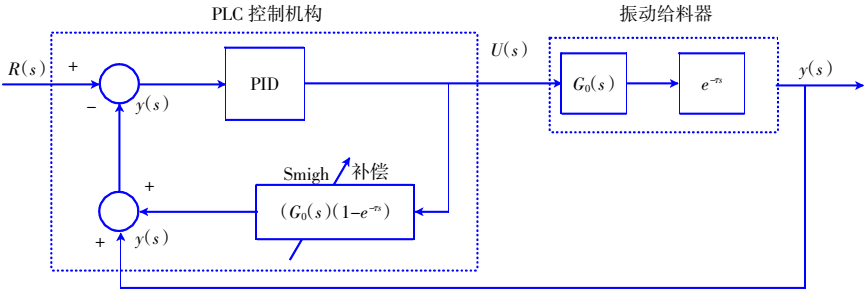 PLC 控制机构
振动给料器
R(s)
+
−
y(s)
PID
U(s)
G₀(s)
e^{-τs}
y(s)
Smigh 补偿
(G₀(s)(1−e^{-τs})
+
+
y(s)